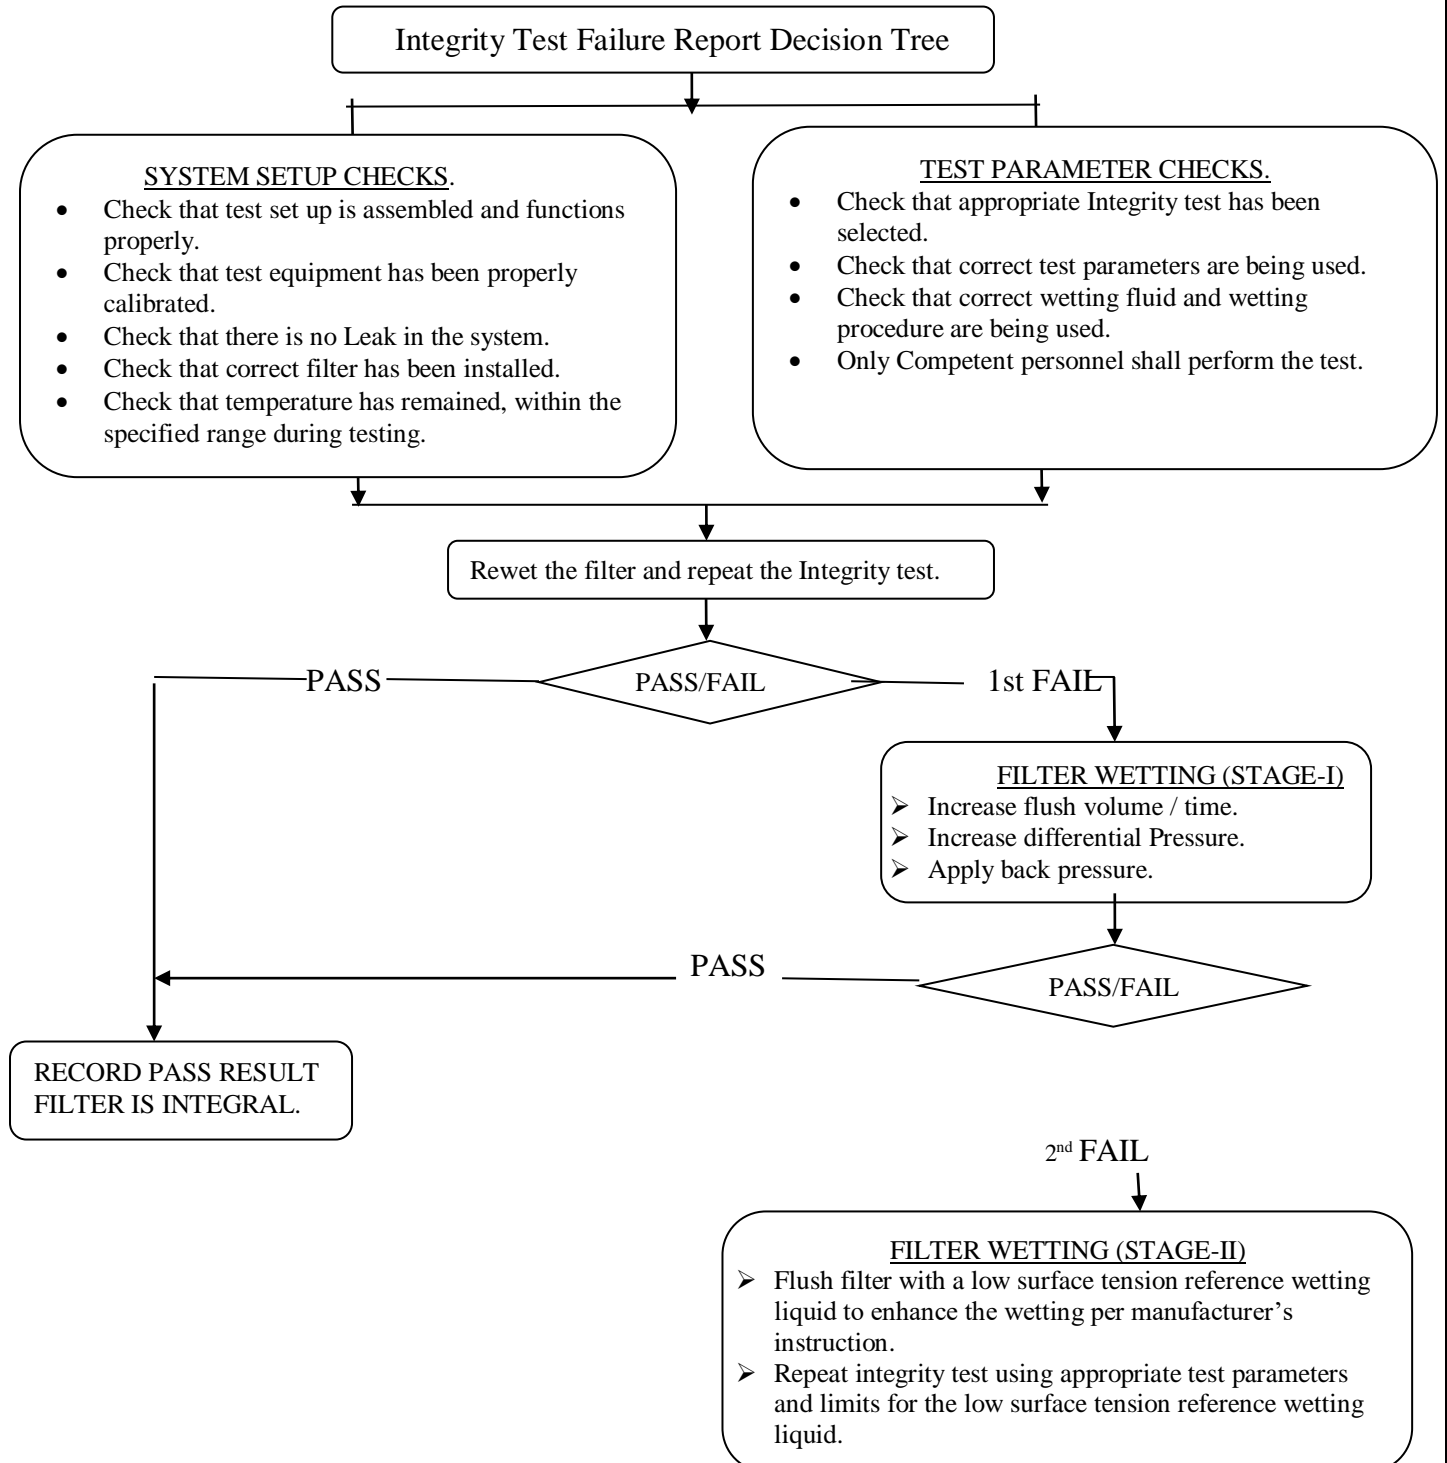 Integrity Test Failure Report Decision Tree
SYSTEM SETUP CHECKS.
• Check that test set up is assembled and functions
properly.
• Check that test equipment has been properly
calibrated.
• Check that there is no Leak in the system.
• Check that correct filter has been installed.
• Check that temperature has remained, within the
specified range during testing.
TEST PARAMETER CHECKS.
• Check that appropriate Integrity test has been
selected.
• Check that correct test parameters are being used.
• Check that correct wetting fluid and wetting
procedure are being used.
• Only Competent personnel shall perform the test.
Rewet the filter and repeat the Integrity test.
PASS
PASS/FAIL
1st FAIL
FILTER WETTING (STAGE-I)
➢ Increase flush volume / time.
➢ Increase differential Pressure.
➢ Apply back pressure.
PASS
PASS/FAIL
RECORD PASS RESULT
FILTER IS INTEGRAL.
2nd FAIL
FILTER WETTING (STAGE-II)
➢ Flush filter with a low surface tension reference wetting
liquid to enhance the wetting per manufacturer’s
instruction.
➢ Repeat integrity test using appropriate test parameters
and limits for the low surface tension reference wetting
liquid.